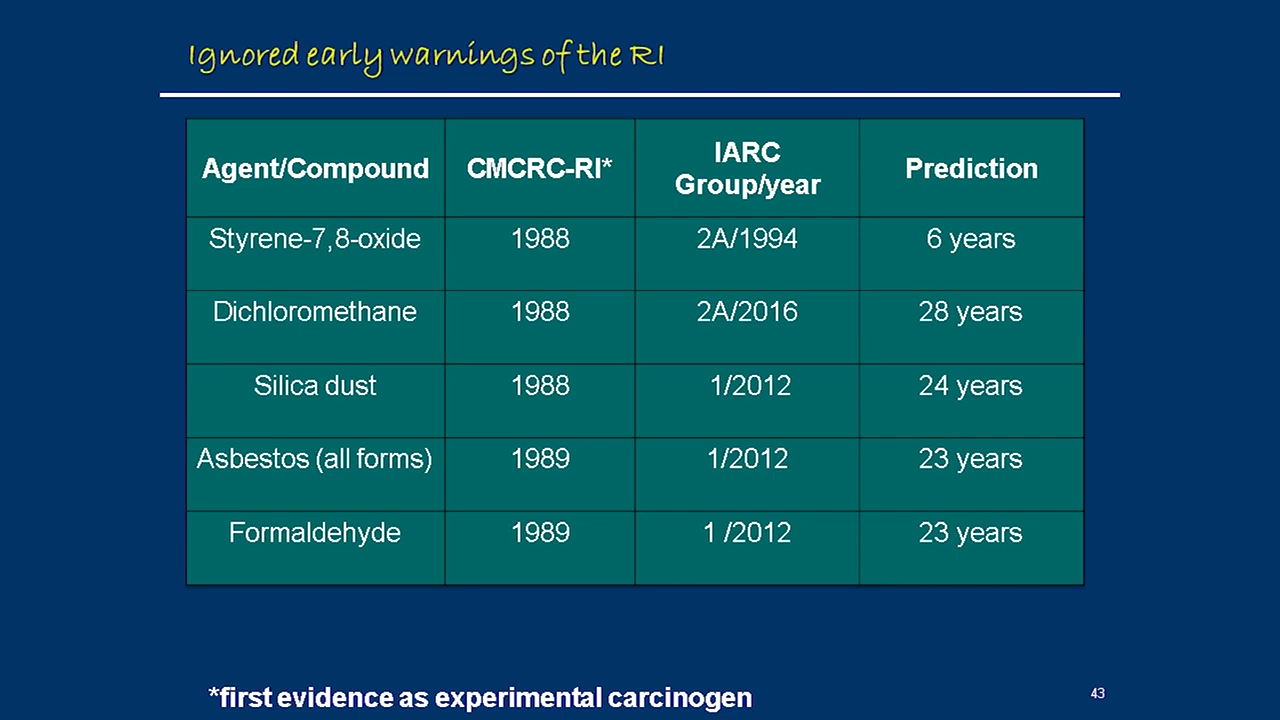 Ignored early warnings of the RI
Agent/Compound CMCRC-RI* IARC Group/year Prediction
Styrene-7,8-oxide 1988 2A/1994 6 years
Dichloromethane 1988 2A/2016 28 years
Silica dust 1988 1/2012 24 years
Asbestos (all forms) 1989 1/2012 23 years
Formaldehyde 1989 1 /2012 23 years
*first evidence as experimental carcinogen
43